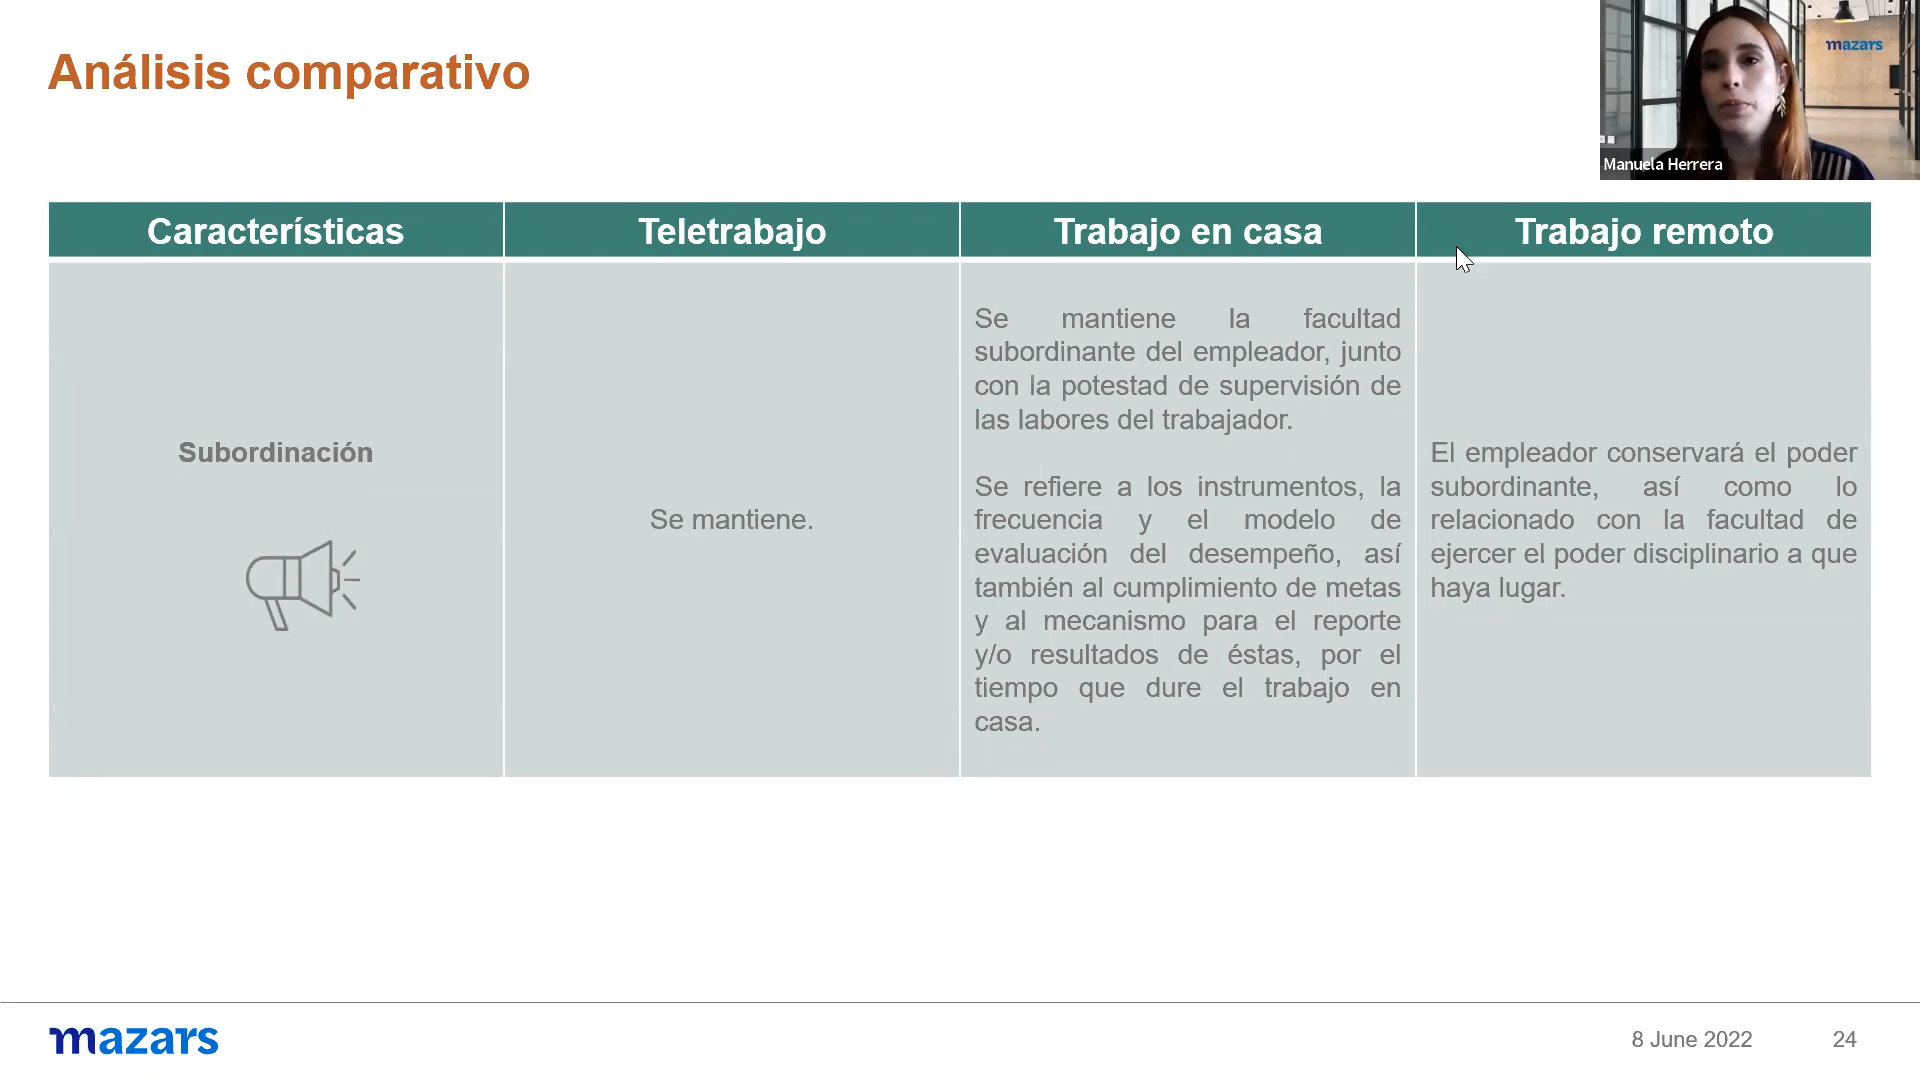 Análisis comparativo
mazars
Manuela Herrera
Características
Teletrabajo
Trabajo en casa
Trabajo remoto
Subordinación
Se mantiene.
Se mantiene la facultad
subordinante del empleador, junto
con la potestad de supervisión de
las labores del trabajador.
Se refiere a los instrumentos, la
frecuencia y el modelo de
evaluación del desempeño, así
también al cumplimiento de metas
y al mecanismo para el reporte
y/o resultados de éstas, por el
tiempo que dure el trabajo en
casa.
El empleador conservará el poder
subordinante, así como lo
relacionado con la facultad de
ejercer el poder disciplinario a que
haya lugar.
mazars
8 June 2022
24